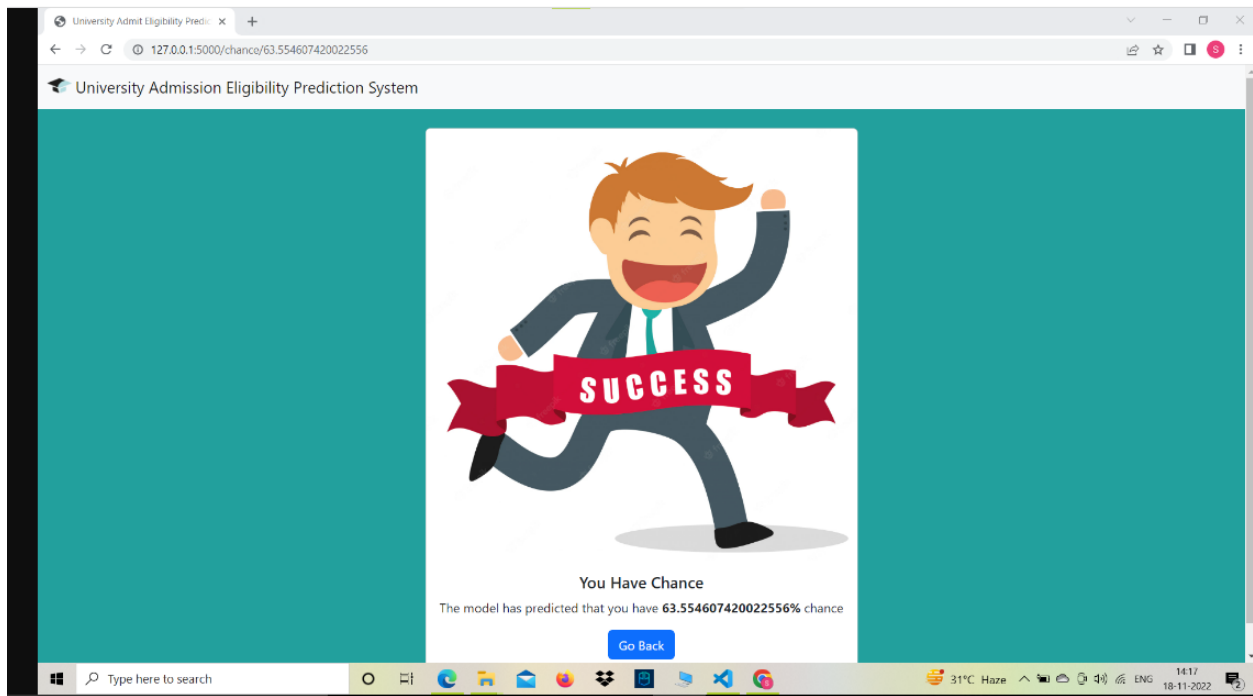 University Admit Eligibility Predic
127.0.0.1:5000/chance/63.554607420022556
S
University Admission Eligibility Prediction System
SUCCESS
You Have Chance
The model has predicted that you have 63.554607420022556% chance
Go Back
Type here to search
31°C Haze
ENG
14:17
18-11-2022
2